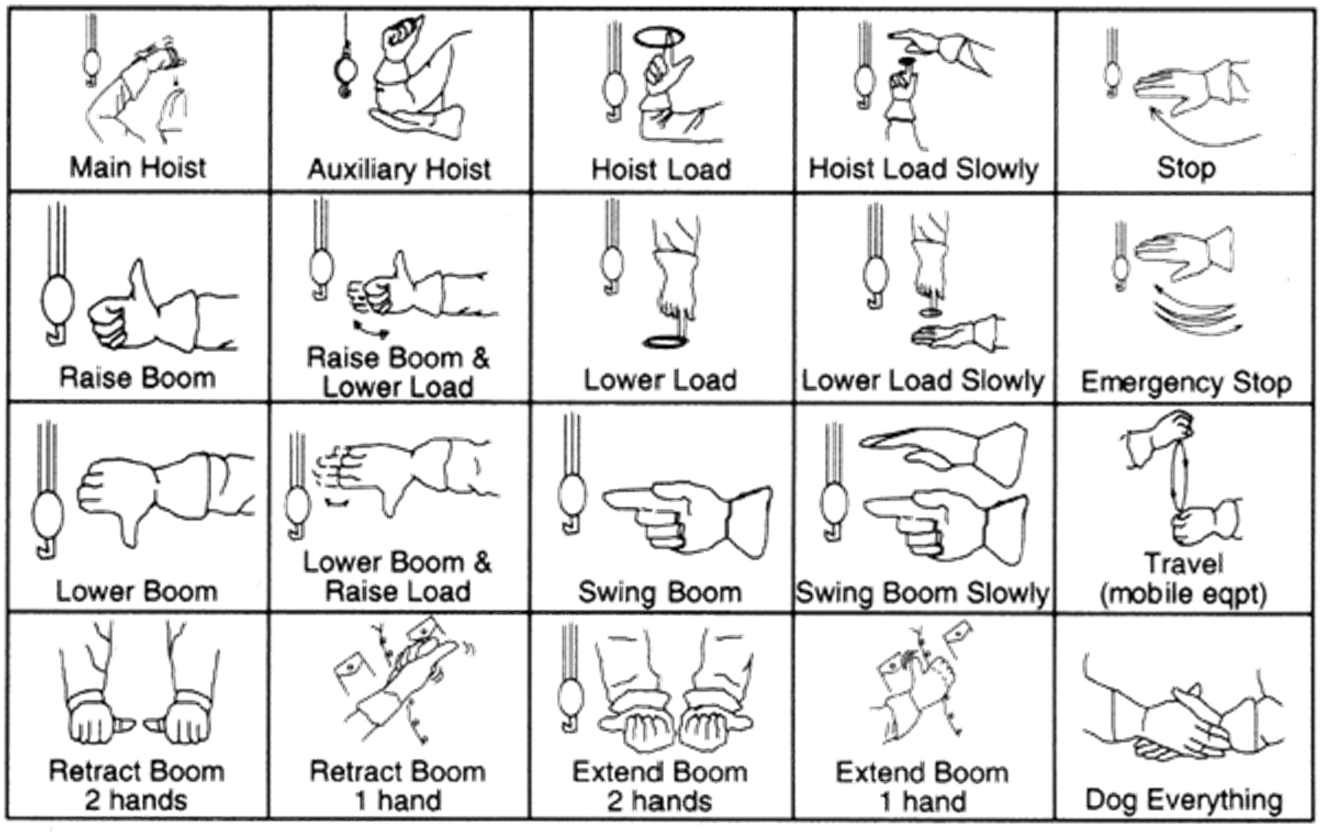 Main Hoist
Auxiliary Hoist
Hoist Load
Hoist Load Slowly
Stop
Raise Boom
Raise Boom &
Lower Load
Lower Load
Lower Load Slowly
Emergency Stop
Lower Boom
Lower Boom &
Raise Load
Swing Boom
Swing Boom Slowly
Travel
(mobile eqpt)
Retract Boom
2 hands
Retract Boom
1 hand
Extend Boom
2 hands
Extend Boom
1 hand
Dog Everything